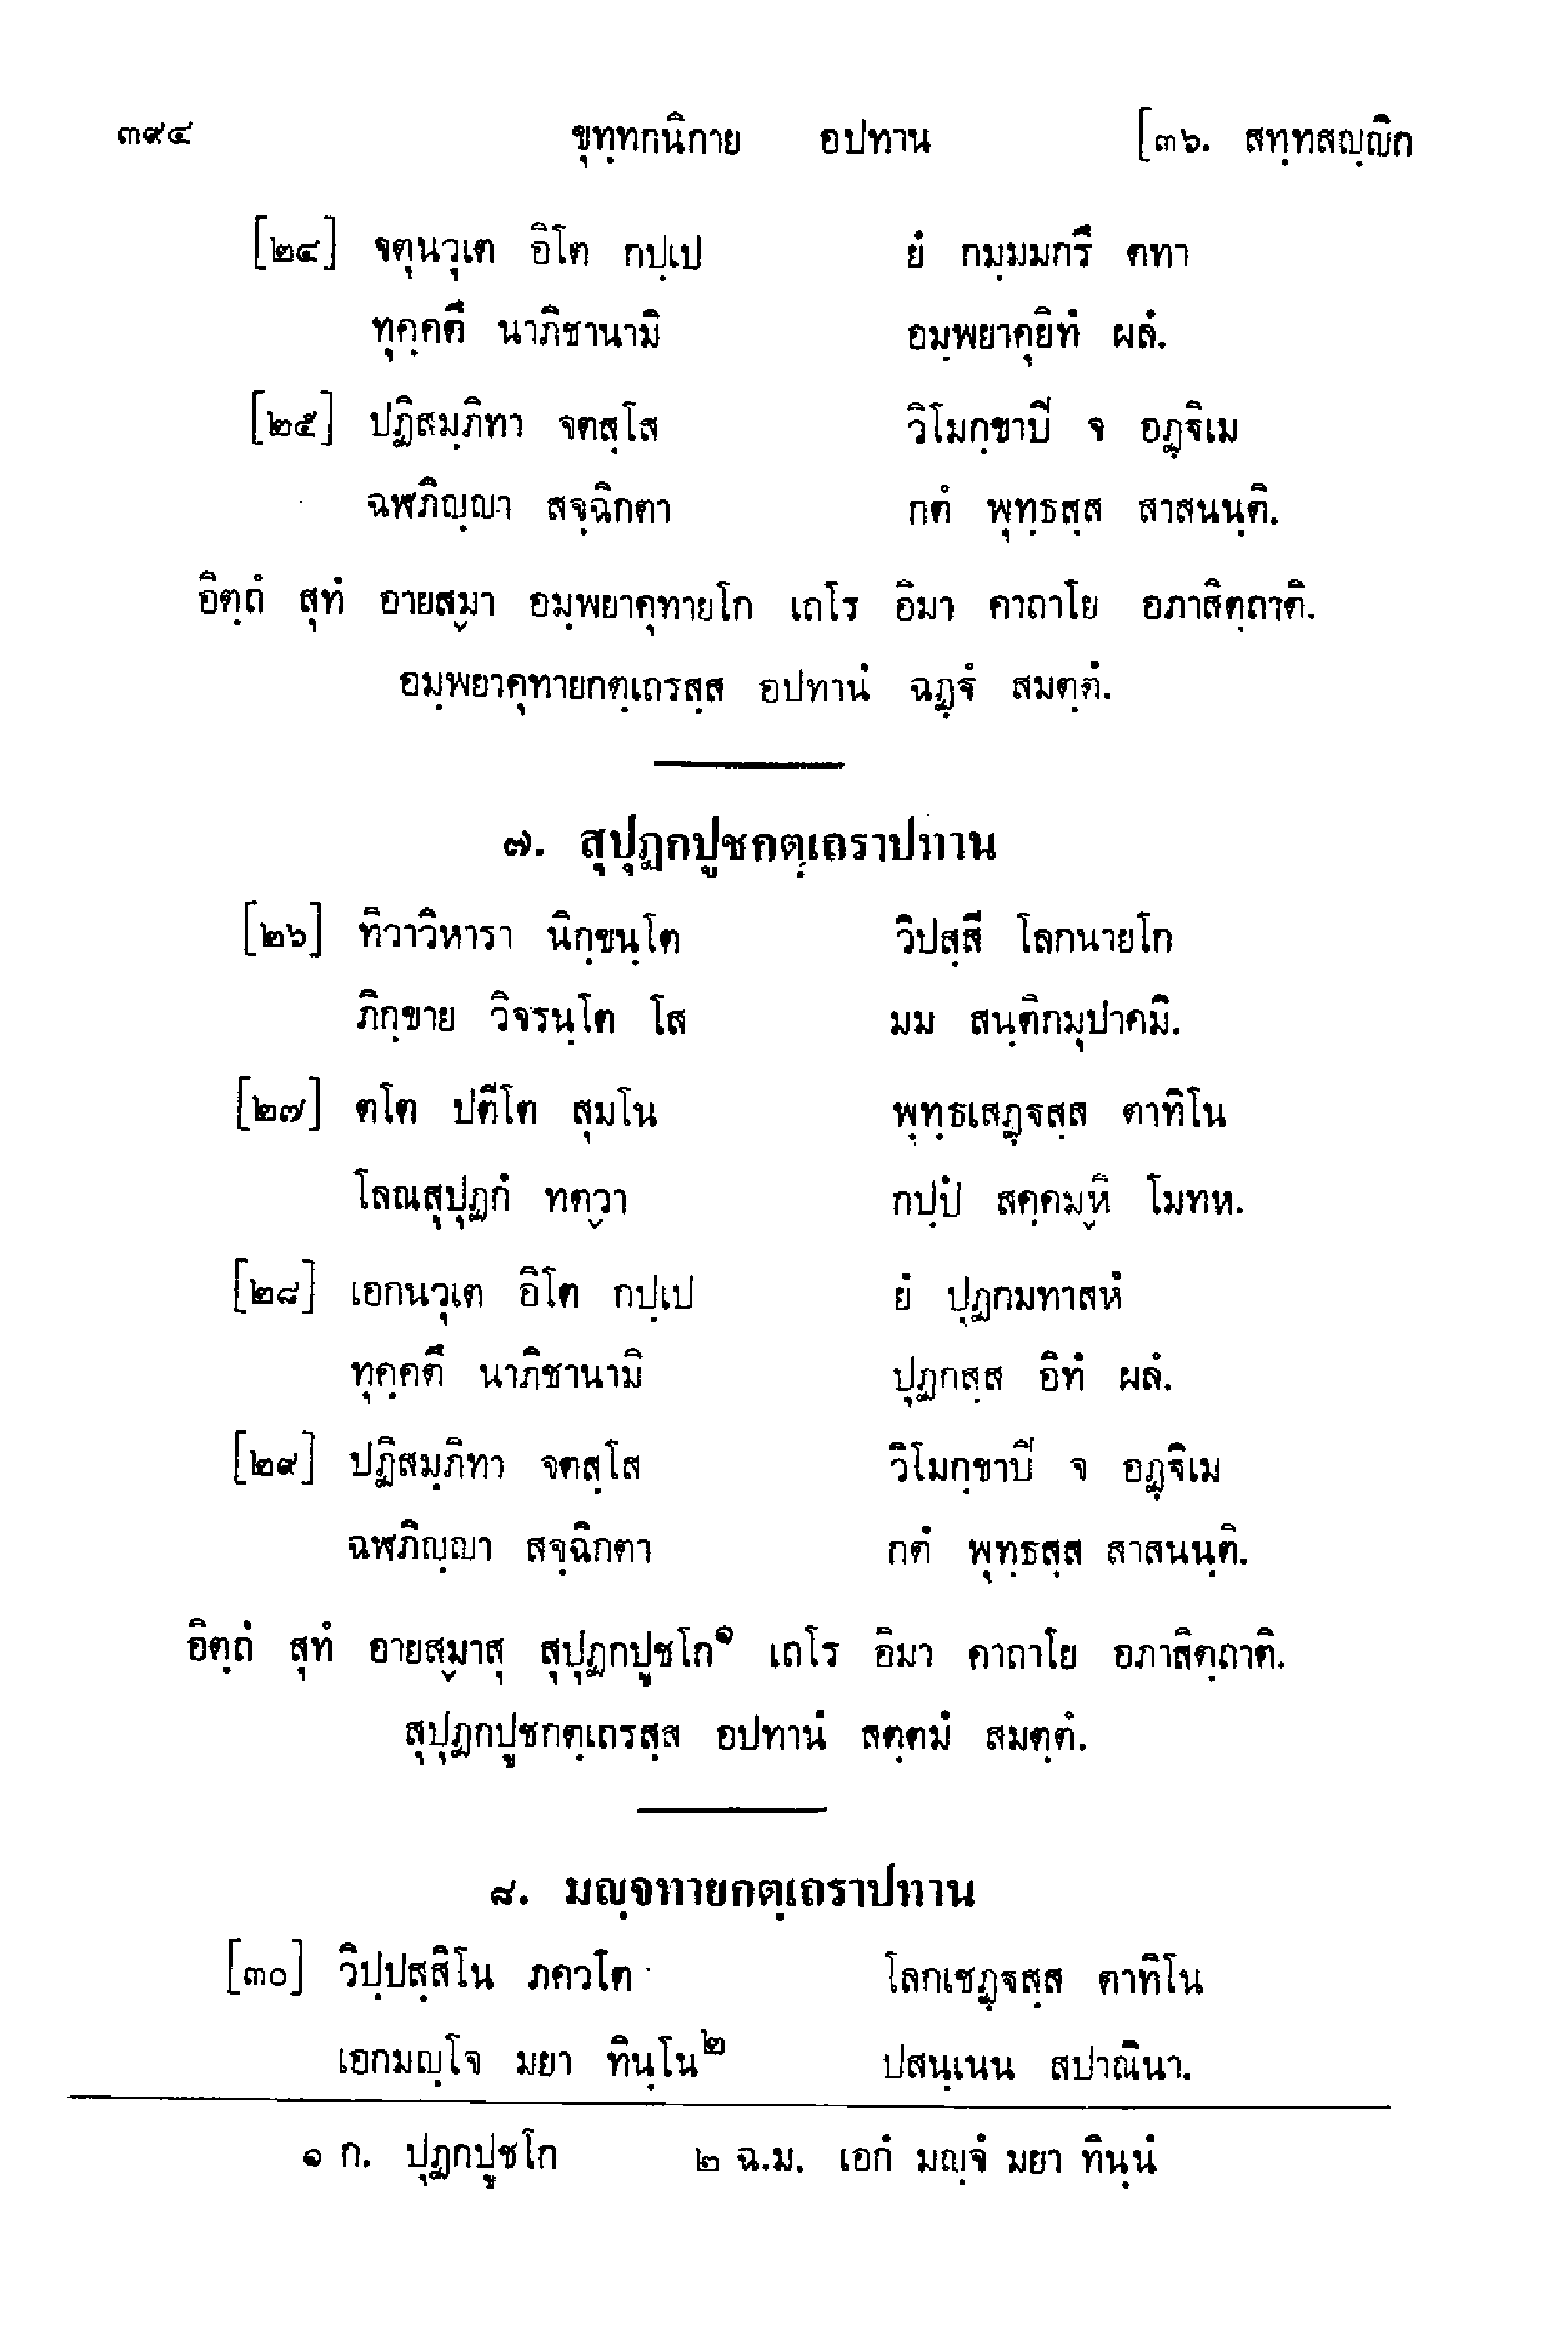 ๓๙๔ ขุทฺทกนิกาย อปทาน [๓๖. สทฺทสญฺญิก
[๒๔] จตุนวุเต อิโต กปฺเป ยํ กมฺมมกรึ ตทา
ทุคฺคตึ นาภิชานามิ อมฺพยาคุยิทํ ผลํ.
[๒๕] ปฏิสมฺภิทา จตสฺโส วิโมกฺขาปิ จ อฏฺฐิเม
ฉฬภิญฺญา สจฺฉิกตา กตํ พุทฺธสฺส สาสนนฺติ.
อิตฺถํ สุทํ อายสฺมา อมฺพยาคุทายโก เถโร อิมา คาถาโย อภาสิตฺถาติ.
อมฺพยาคุทายกตฺเถรสฺส อปทานํ ฉฏฺฐํ สมตฺตํ.
๗. สุปุฏกปูชกตฺเถราปทาน
[๒๖] ทิวาวิหารา นิกฺขนฺโต วิปสฺสี โลกนายโก
ภิกฺขาย วิจรนฺโต โส มม สนฺติกมุปาคมิ.
[๒๗] ตโต ปตีโต สุมโน พุทฺธเสฏฺฐสฺส ตาทิโน
โลณสุปุฏกํ ทตฺวา กปฺปํ สคฺคมฺหิ โมทห.
[๒๘] เอกนวุเต อิโต กปฺเป ยํ ปุฏกมทาสหํ
ทุคฺคตึ นาภิชานามิ ปุฏกสฺส อิทํ ผลํ.
[๒๙] ปฏิสมฺภิทา จตสฺโส วิโมกฺขาปิ จ อฏฺฐิเม
ฉฬภิญฺญา สจฺฉิกตา กตํ พุทฺธสฺส สาสนนฺติ.
อิตฺถํ สุทํ อายสฺมาสุ สุปุฏกปูชโก๑ เถโร อิมา คาถาโย อภาสิตฺถาติ.
สุปุฏกปูชกตฺเถรสฺส อปทานํ สตฺตมํ สมตฺตํ.
๘. มญฺจทายกตฺเถราปทาน
[๓๐] วิปฺปสฺสิโน ภควโต โลกเชฏฺฐสฺส ตาทิโน
เอกมญฺโจ มยา ทินฺโน๒ ปสนฺเนน สปาณินา.
๑ ก. ปุฏกปูชโก ๒ ฉ.ม. เอกํ มญฺจํ มยา ทินฺนํ